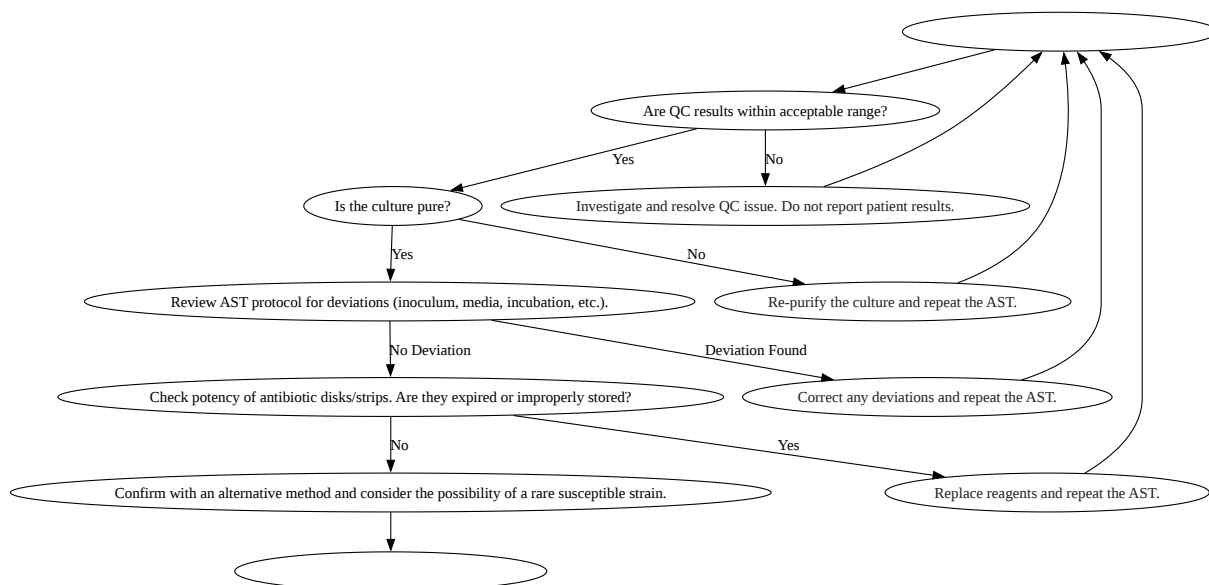 Are QC results within acceptable range?
Yes
No
Is the culture pure?
Investigate and resolve QC issue. Do not report patient results.
Yes
No
Review AST protocol for deviations (inoculum, media, incubation, etc.).
Re-purify the culture and repeat the AST.
No Deviation
Deviation Found
Check potency of antibiotic disks/strips. Are they expired or improperly stored?
Correct any deviations and repeat the AST.
No
Yes
Confirm with an alternative method and consider the possibility of a rare susceptible strain.
Replace reagents and repeat the AST.